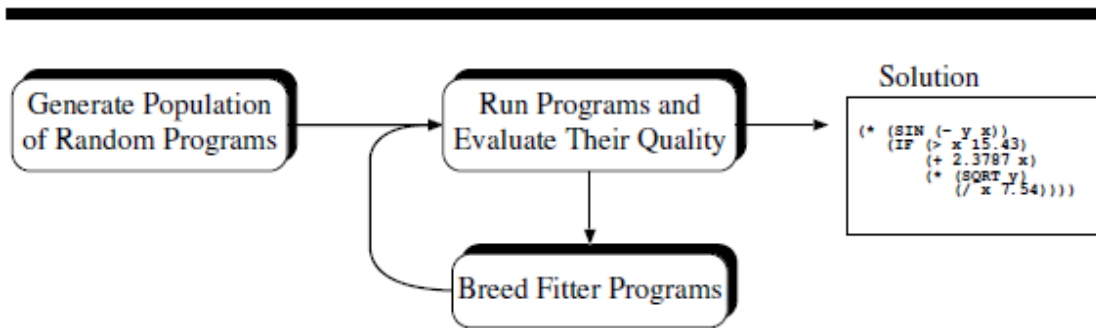 Generate Population
of Random Programs
Run Programs and
Evaluate Their Quality
Breed Fitter Programs
Solution
(* (SIN (- y x))
(IF (> x 15.43)
(+ 2.3787 x)
(* (SQRT y)
(/ x 7.54))))